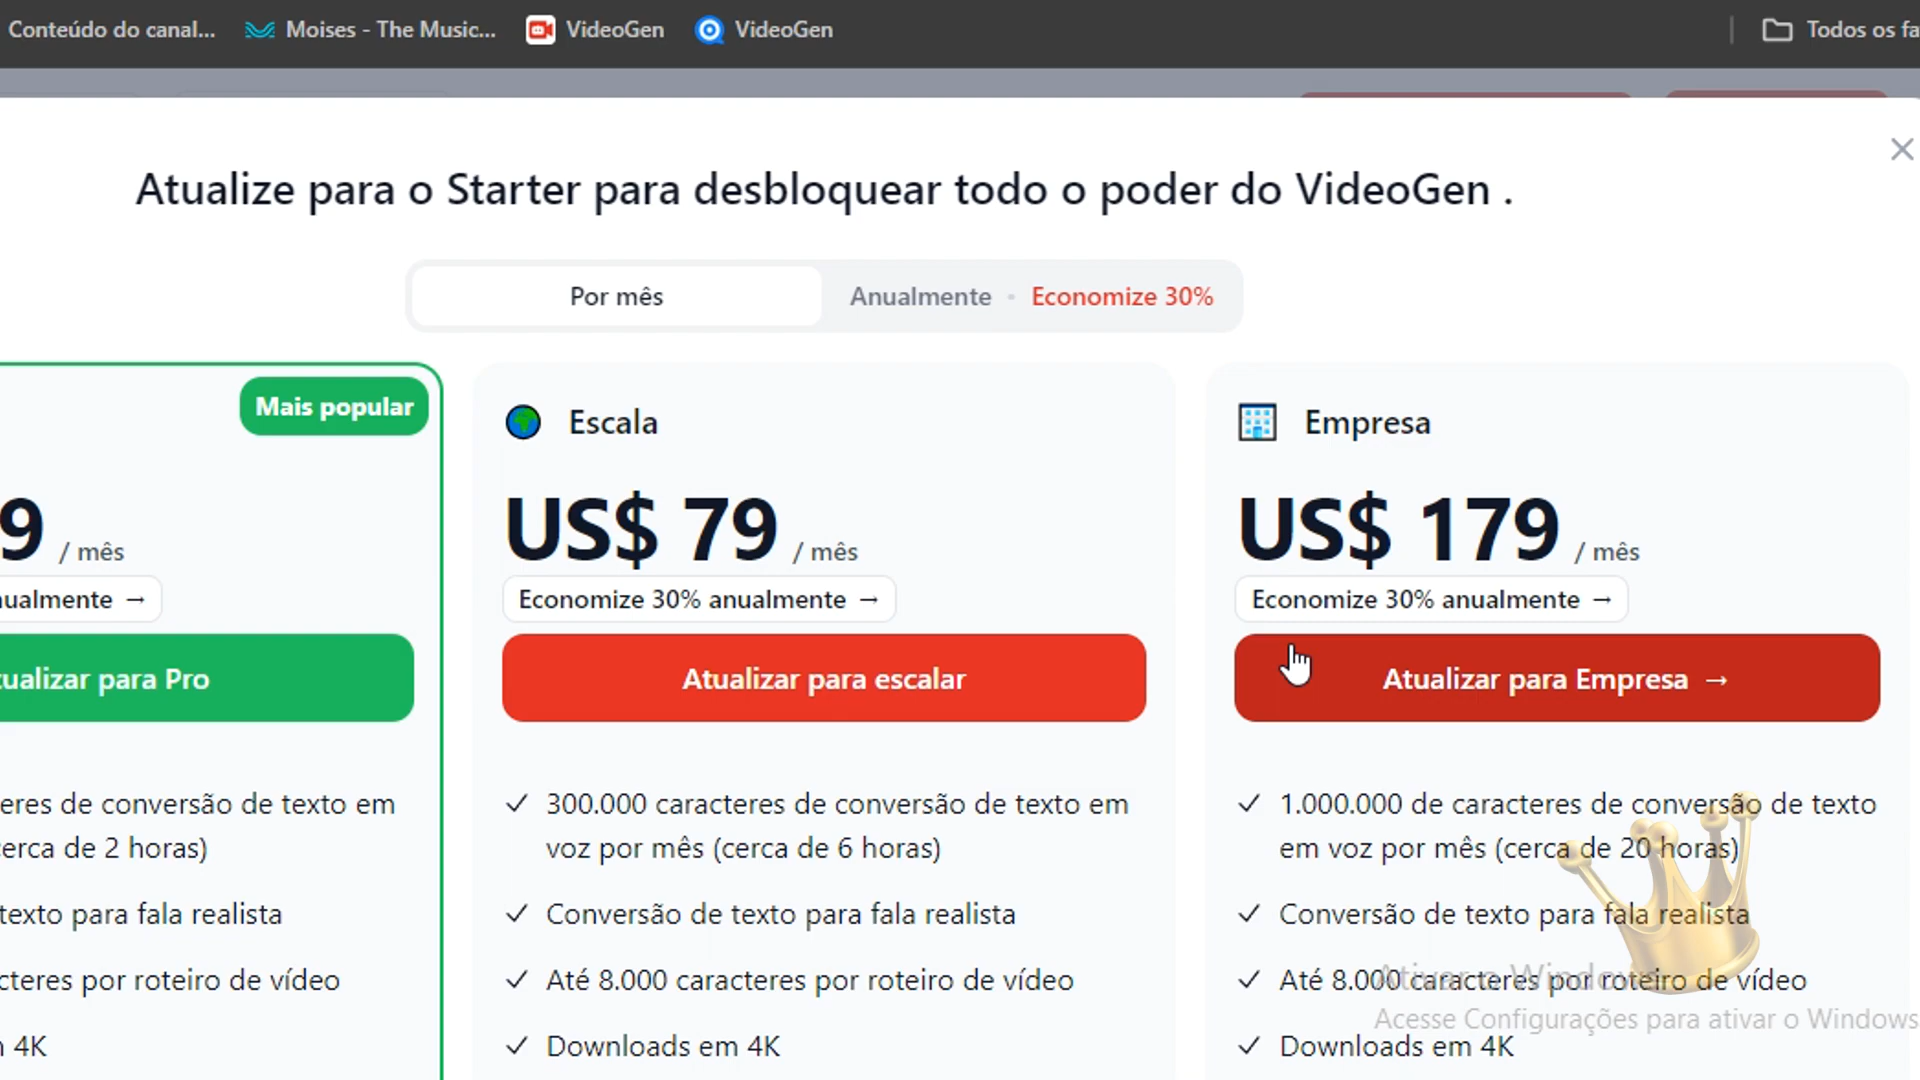 Conteúdo do canal... Moises - The Music... VideoGen VideoGen Todos os fa
Atualize para o Starter para desbloquear todo o poder do VideoGen .
Por mês Anualmente • Economize 30%
Mais popular
9 / mês
ualmente →
tualizar para Pro
eres de conversão de texto em
erca de 2 horas)
texto para fala realista
cteres por roteiro de vídeo
4K
Escala
US$ 79 / mês
Economize 30% anualmente →
Atualizar para escalar
✓ 300.000 caracteres de conversão de texto em
voz por mês (cerca de 6 horas)
✓ Conversão de texto para fala realista
✓ Até 8.000 caracteres por roteiro de vídeo
✓ Downloads em 4K
Empresa
US$ 179 / mês
Economize 30% anualmente →
Atualizar para Empresa →
✓ 1.000.000 de caracteres de conversão de texto
em voz por mês (cerca de 20 horas)
✓ Conversão de texto para fala realista
✓ Até 8.000 caracteres por roteiro de vídeo
✓ Downloads em 4K
Ativar o Windows
Acesse Configurações para ativar o Windows